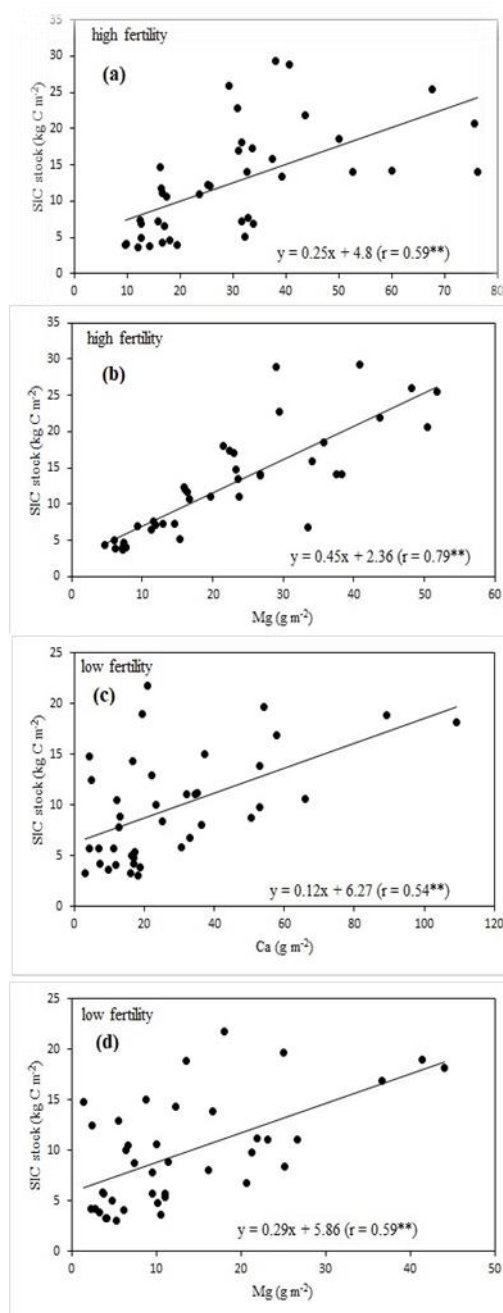 high fertility
(a)
35
30
25
20
15
10
5
0
SIC stock (kg C m-2)
y = 0.25x + 4.8 (r = 0.59**)
0 10 20 30 40 50 60 70 80
high fertility
(b)
35
30
25
20
15
10
5
0
SIC stock (kg C m-2)
y = 0.45x + 2.36 (r = 0.79**)
0 10 20 30 40 50 60
Mg (g m-2)
low fertility
(c)
25
20
15
10
5
0
SIC stock (kg C m-2)
y = 0.12x + 6.27 (r = 0.54**)
0 20 40 60 80 100 120
Ca (g m-2)
low fertility
(d)
25
20
15
10
5
0
SIC stock (kg C m-2)
y = 0.29x + 5.86 (r = 0.59**)
0 10 20 30 40 50
Mg (g m-2)